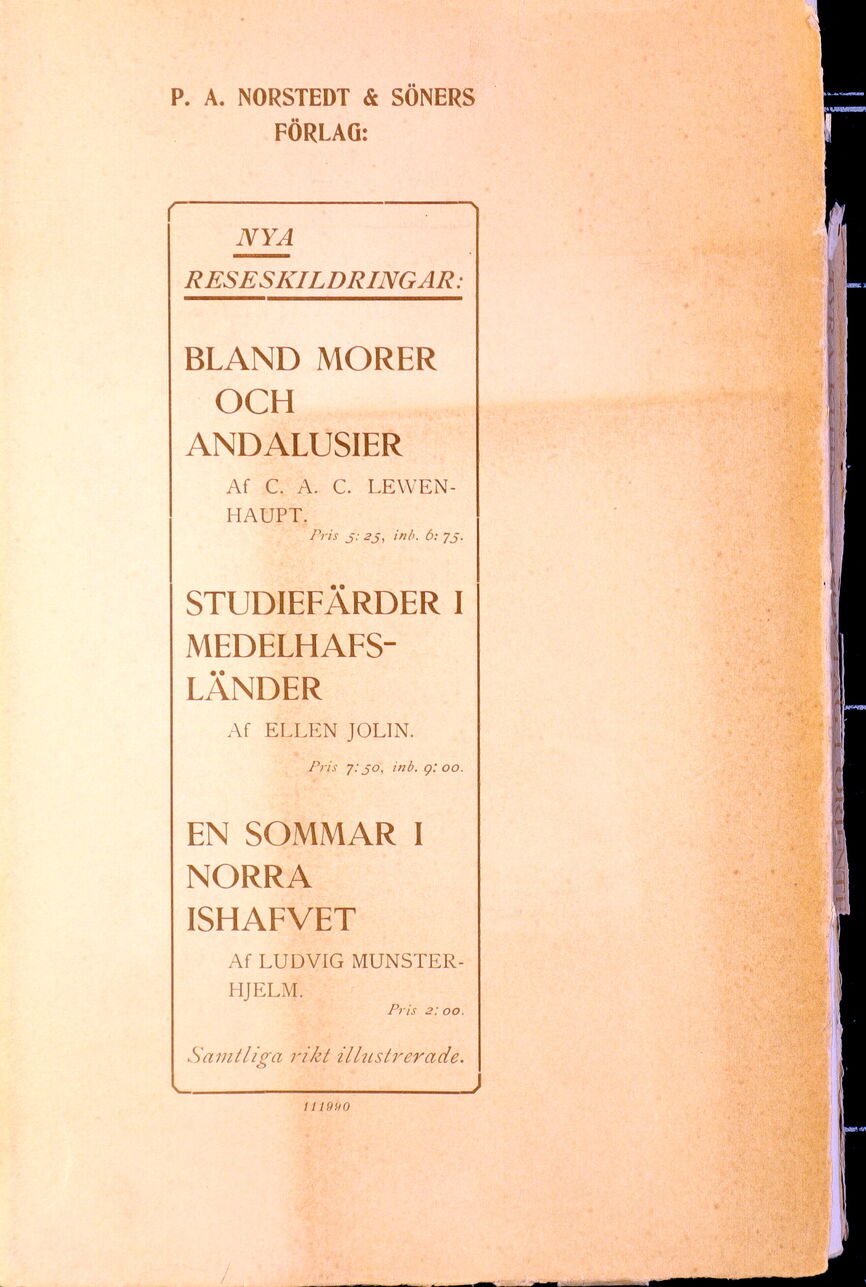 P. A. NORSTEDT & SÖNERS
FÖRLAG:
NYA
RESESKILDRINGAR:
BLAND MORER
OCH
ANDALUSIER
Af C. A. C. LEWEN-
HAUPT.
Pris 5: 25, inb. 6: 75.
STUDIEFÄRDER I
MEDELHAFS-
LÄNDER
Af ELLEN JOLIN.
Pris 7: 50, inb. 9: 00.
EN SOMMAR I
NORRA
ISHAFVET
Af LUDVIG MUNSTER-
HJELM.
Pris 2: 00.
Samtliga rikt illustrerade.
111990